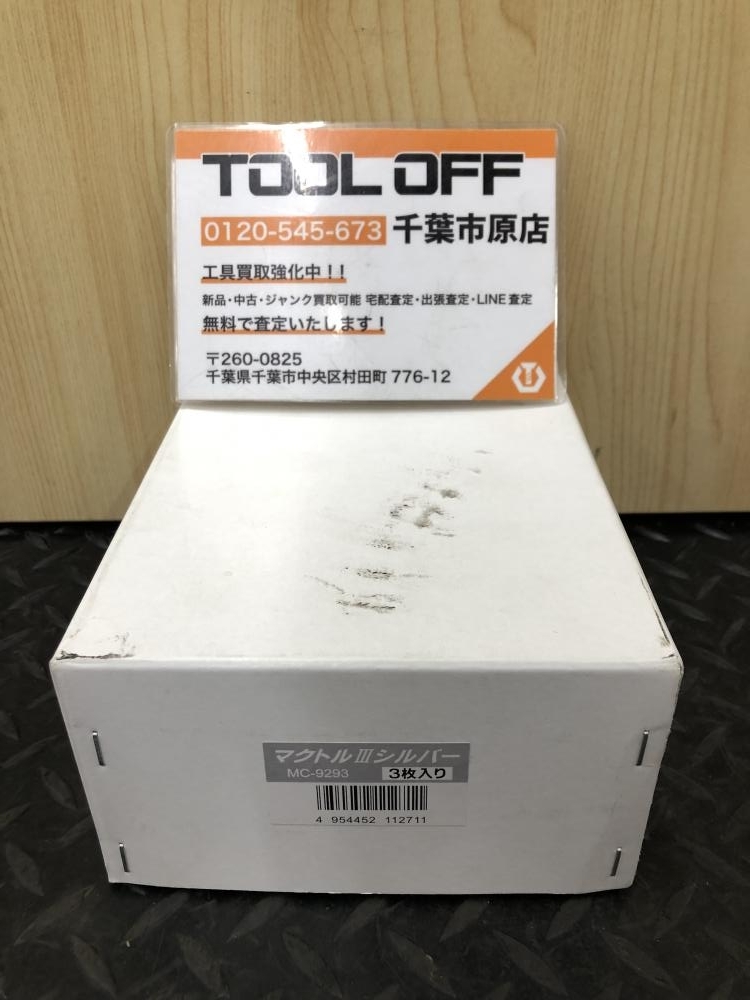 TOOL OFF
0120-545-673 千葉市原店
工具買取強化中！！
新品・中古・ジャンク買取可能 宅配査定・出張査定・LINE査定
無料で査定いたします！
〒260-0825
千葉県千葉市中央区村田町 776-12
マクトルⅢシルバー
MC-9293 3枚入り
4 954452 112711